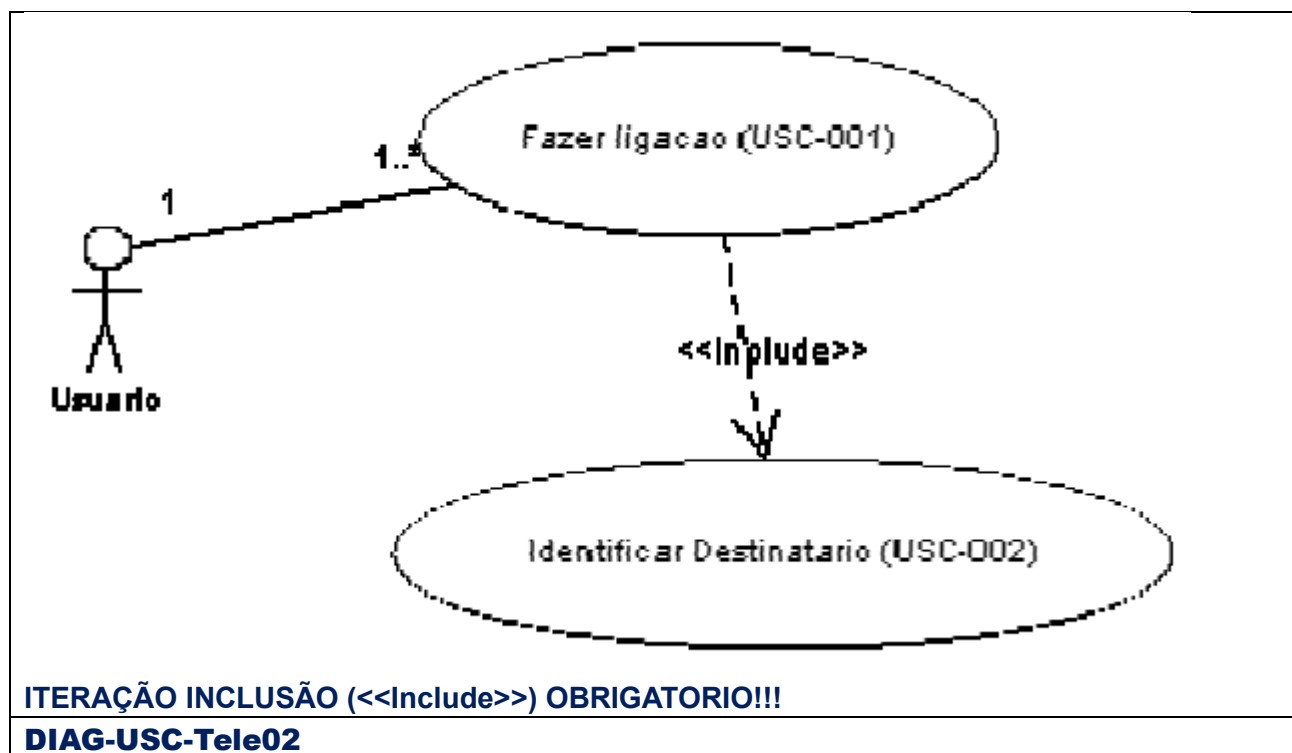 Fazer ligacao (USC-001)
1..*
1
<<Include>>
Usuario
Identificar Destinatario (USC-002)
ITERAÇÃO INCLUSÃO (<<Include>>) OBRIGATORIO!!!
DIAG-USC-Tele02